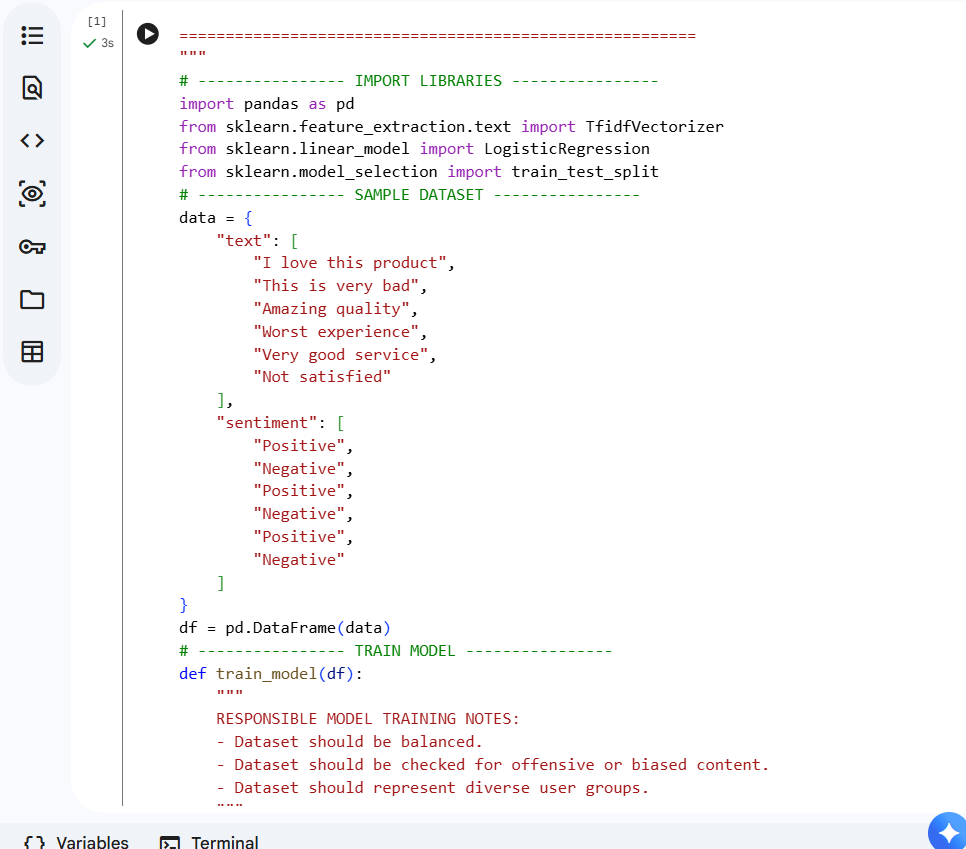 [1]
3s
========================================================
"""
# ---------------- IMPORT LIBRARIES ----------------
import pandas as pd
from sklearn.feature_extraction.text import TfidfVectorizer
from sklearn.linear_model import LogisticRegression
from sklearn.model_selection import train_test_split
# ---------------- SAMPLE DATASET ----------------
data = {
    "text": [
        "I love this product",
        "This is very bad",
        "Amazing quality",
        "Worst experience",
        "Very good service",
        "Not satisfied"
    ],
    "sentiment": [
        "Positive",
        "Negative",
        "Positive",
        "Negative",
        "Positive",
        "Negative"
    ]
}
df = pd.DataFrame(data)
# ---------------- TRAIN MODEL ----------------
def train_model(df):
    """
    RESPONSIBLE MODEL TRAINING NOTES:
    - Dataset should be balanced.
    - Dataset should be checked for offensive or biased content.
    - Dataset should represent diverse user groups.
    """
{} Variables
Terminal